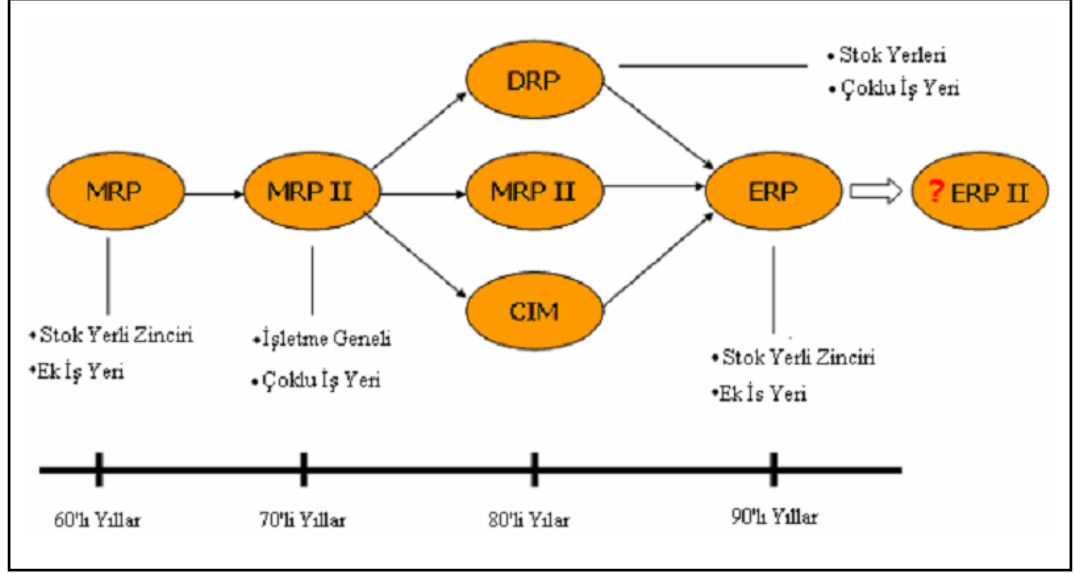 DRP
• Stok Yerleri
• Çoklu İş Yeri
MRP
MRP II
MRP II
ERP
? ERP II
CIM
• Stok Yerli Zinciri
• Ek İş Yeri
• İşletme Geneli
• Çoklu İş Yeri
• Stok Yerli Zinciri
• Ek İs Yeri
60'lı Yıllar
70'li Yıllar
80'li Yılar
90'lı Yıllar